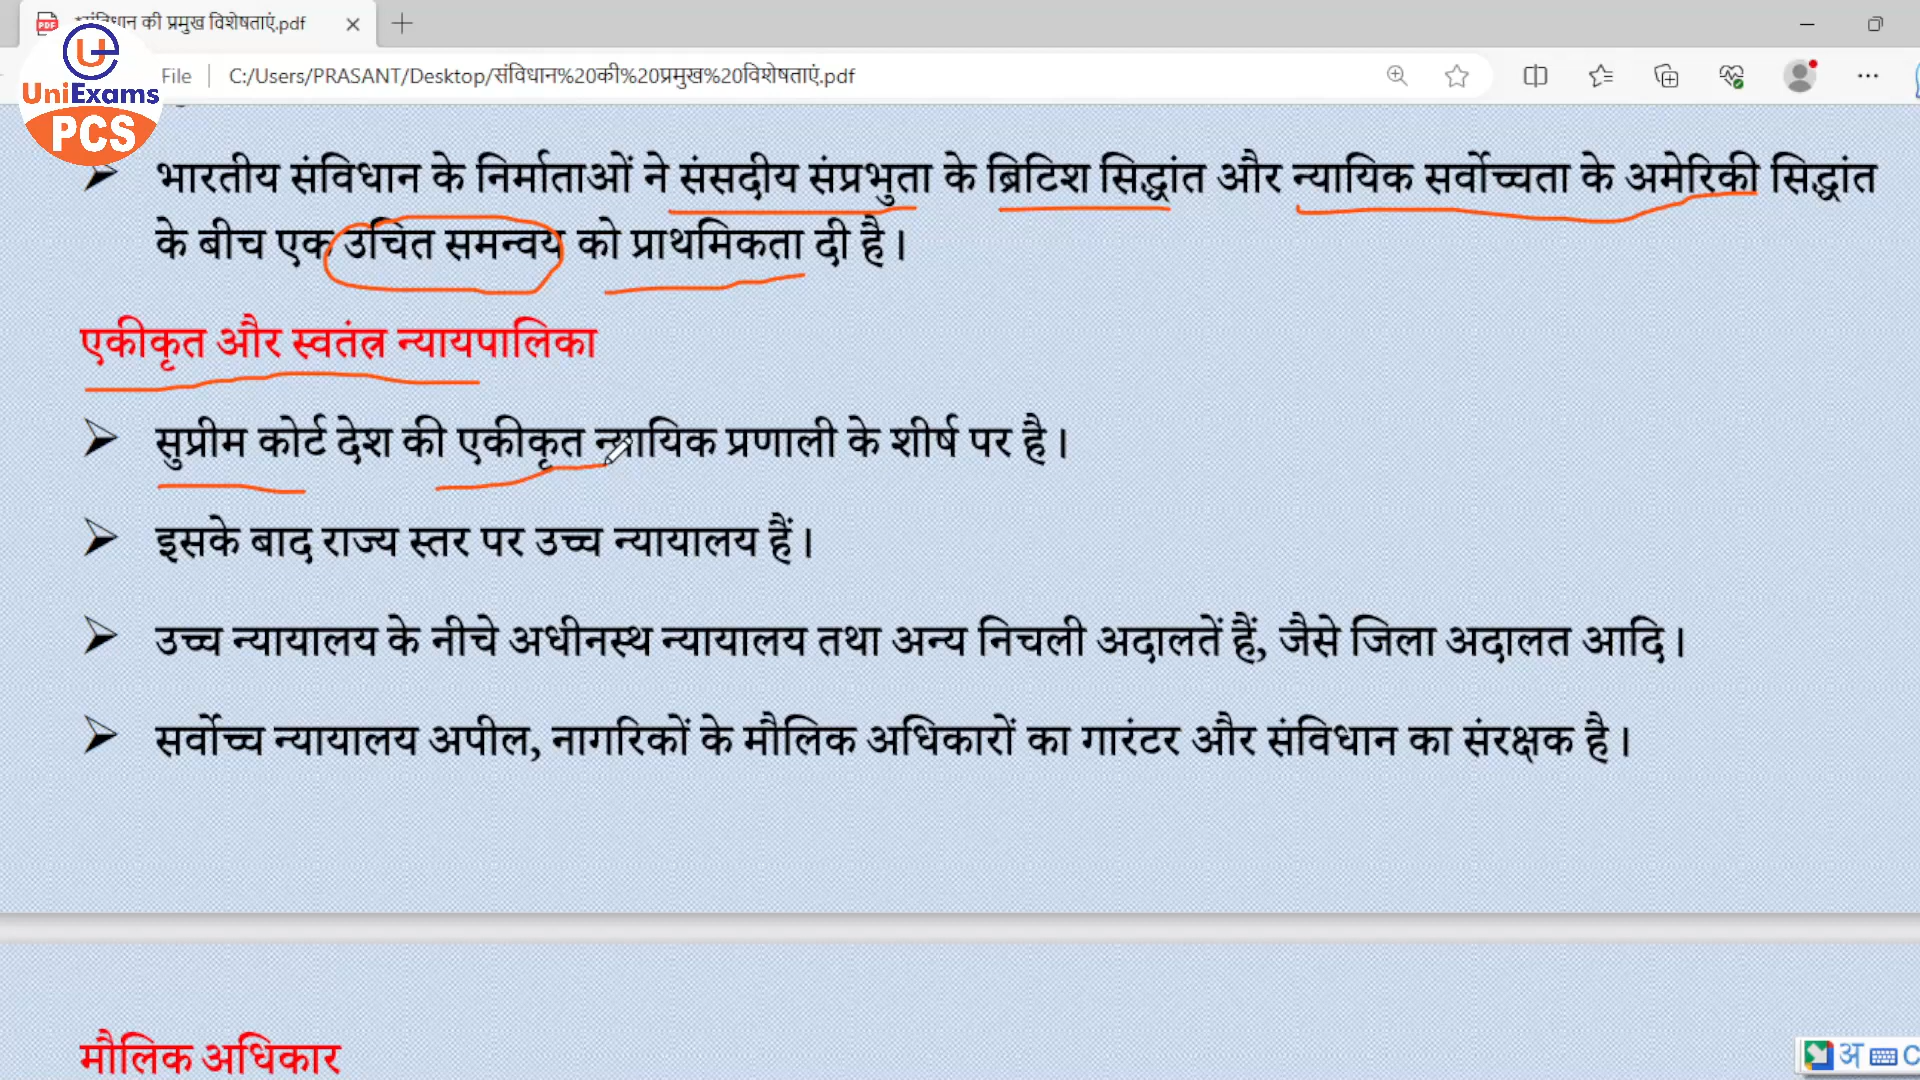 संविधान की प्रमुख विशेषताएं.pdf
UniExams
PCS
File
C:/Users/PRASANT/Desktop/संविधान%20की%20प्रमुख%20विशेषताएं.pdf
भारतीय संविधान के निर्माताओं ने संसदीय संप्रभुता के ब्रिटिश सिद्धांत और न्यायिक सर्वोच्चता के अमेरिकी सिद्धांत
के बीच एक उचित समन्वय को प्राथमिकता दी है।
एकीकृत और स्वतंत्र न्यायपालिका
सुप्रीम कोर्ट देश की एकीकृत न्यायिक प्रणाली के शीर्ष पर है।
इसके बाद राज्य स्तर पर उच्च न्यायालय हैं।
उच्च न्यायालय के नीचे अधीनस्थ न्यायालय तथा अन्य निचली अदालतें हैं, जैसे जिला अदालत आदि।
सर्वोच्च न्यायालय अपील, नागरिकों के मौलिक अधिकारों का गारंटर और संविधान का संरक्षक है।
मौलिक अधिकार
अ